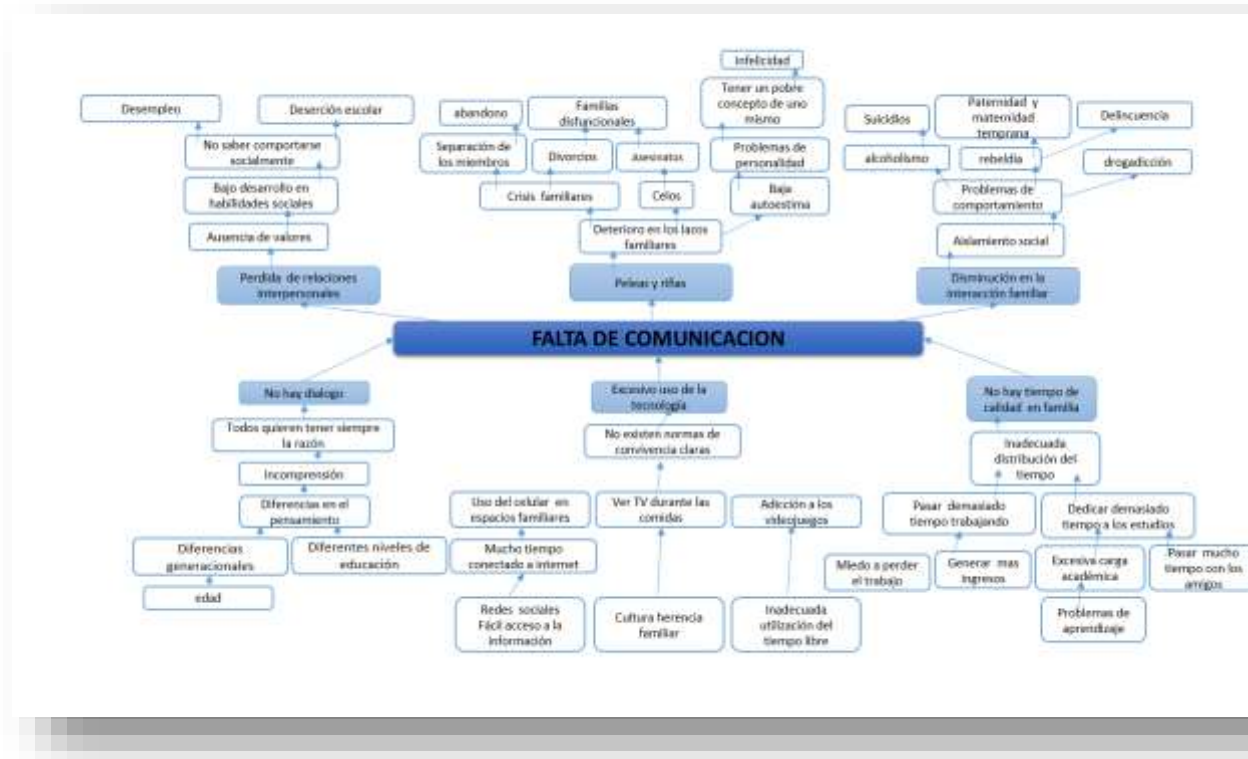 Infelicidad
Tener un pobre
concepto de uno
mismo
Desempleo
Deserción escolar
abandono
Familias
disfuncionales
Suicidios
Paternidad y
maternidad
temprana
Delincuencia
No saber comportarse
socialmente
Separación de
los miembros
Divorcios
Asesinatos
Problemas de
personalidad
alcoholismo
rebeldía
drogadicción
Bajo desarrollo en
habilidades sociales
Crisis familiares
Celos
Baja
autoestima
Problemas de
comportamiento
Ausencia de valores
Deterioro en los lazos
familiares
Aislamiento social
Perdida de relaciones
interpersonales
Peleas y riñas
Disminución en la
interacción familiar
FALTA DE COMUNICACION
No hay dialogo
Excesivo uso de la
tecnología
No hay tiempo de
calidad en familia
Todos quieren tener siempre
la razón
No existen normas de
convivencia claras
Inadecuada
distribución del
tiempo
Incomprensión
Diferencias en el
pensamiento
Uso del celular en
espacios familiares
Ver TV durante las
comidas
Adicción a los
videojuegos
Pasar demasiado
tiempo trabajando
Dedicar demasiado
tiempo a los estudios
Diferencias
generacionales
Diferentes niveles de
educación
Mucho tiempo
conectado a internet
Miedo a perder
el trabajo
Generar mas
ingresos
Excesiva carga
académica
Pasar mucho
tiempo con los
amigos
edad
Redes sociales
Fácil acceso a la
información
Cultura herencia
familiar
Inadecuada
utilización del
tiempo libre
Problemas de
aprendizaje